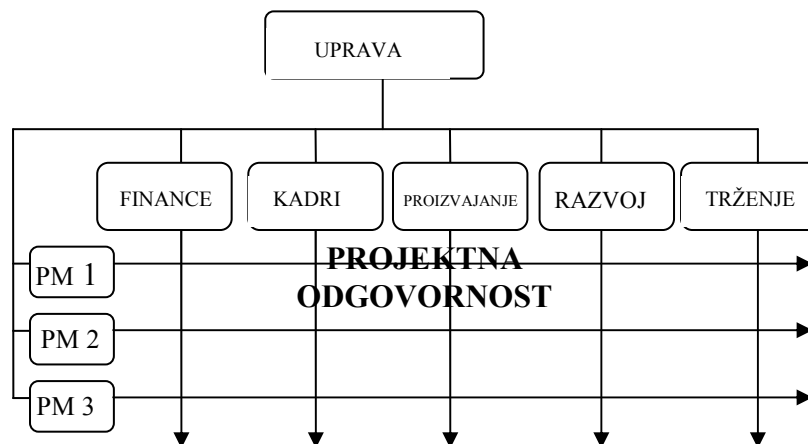 UPRAVA
FINANCE
KADRI
PROIZVAJANJE
RAZVOJ
TRŽENJE
PROJEKTNA
ODGOVORNOST
PM 1
PM 2
PM 3